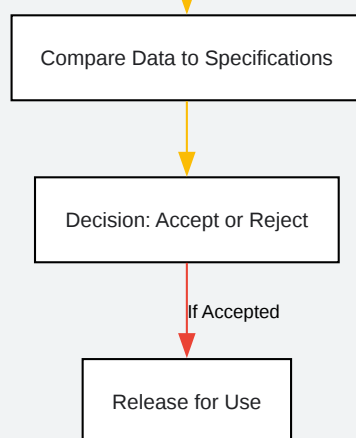 Compare Data to Specifications
Decision: Accept or Reject
If Accepted
Release for Use